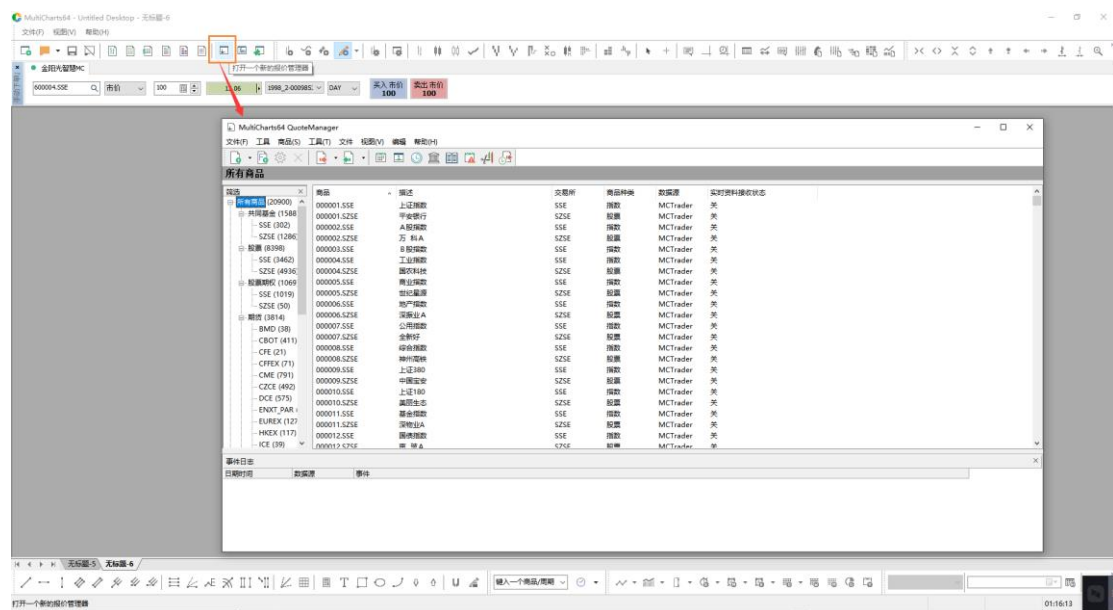 MultiCharts64 - Untitled Desktop - 无标题-6
文件(F) 视图(V) 帮助(H)
打开一个新的报价管理器
金阳光智慧MC
600004.SSE 市价 100 1998_2-000985: DAY 买入 市价 100 卖出 市价 100
MultiCharts64 QuoteManager
文件(F) 工具 商品(S) 工具(T) 文件 视图(V) 编辑 帮助(H)
所有商品
筛选
所有商品 (20900)
共同基金 (1588
SSE (302)
SZSE (1286)
股票 (8398)
SSE (3462)
SZSE (4936)
股票期权 (1069
SSE (1019)
SZSE (50)
期货 (3814)
BMD (38)
CBOT (411)
CFE (21)
CFFEX (71)
CME (791)
CZCE (492)
DCE (575)
ENXT_PAR (
EUREX (127
HKEX (117)
ICE (39)
商品 描述 交易所 商品种类 数据源 实时资料接收状态
000001.SSE 上证指数 SSE 指数 MCTrader 关
000001.SZSE 平安银行 SZSE 股票 MCTrader 关
000002.SSE A股指数 SSE 指数 MCTrader 关
000002.SZSE 万 科A SZSE 股票 MCTrader 关
000003.SSE B股指数 SSE 指数 MCTrader 关
000004.SSE 工业指数 SSE 指数 MCTrader 关
000004.SZSE 国农科技 SZSE 股票 MCTrader 关
000005.SSE 商业指数 SSE 指数 MCTrader 关
000005.SZSE 世纪星源 SZSE 股票 MCTrader 关
000006.SSE 地产指数 SSE 指数 MCTrader 关
000006.SZSE 深振业A SZSE 股票 MCTrader 关
000007.SSE 公用指数 SSE 指数 MCTrader 关
000007.SZSE 全新好 SZSE 股票 MCTrader 关
000008.SSE 综合指数 SSE 指数 MCTrader 关
000008.SZSE 神州高铁 SZSE 股票 MCTrader 关
000009.SSE 上证380 SSE 指数 MCTrader 关
000009.SZSE 中国宝安 SZSE 股票 MCTrader 关
000010.SSE 上证180 SSE 指数 MCTrader 关
000010.SZSE 美丽生态 SZSE 股票 MCTrader 关
000011.SSE 基金指数 SSE 指数 MCTrader 关
000011.SZSE 深物业A SZSE 股票 MCTrader 关
000012.SSE 国债指数 SSE 指数 MCTrader 关
000012.SZSE SZSE 股票 MCTrader 关
事件日志
日期时间 数据源 事件
无标题-5 无标题-6
键入一个商品/周期
打开一个新的报价管理器 01:16:13